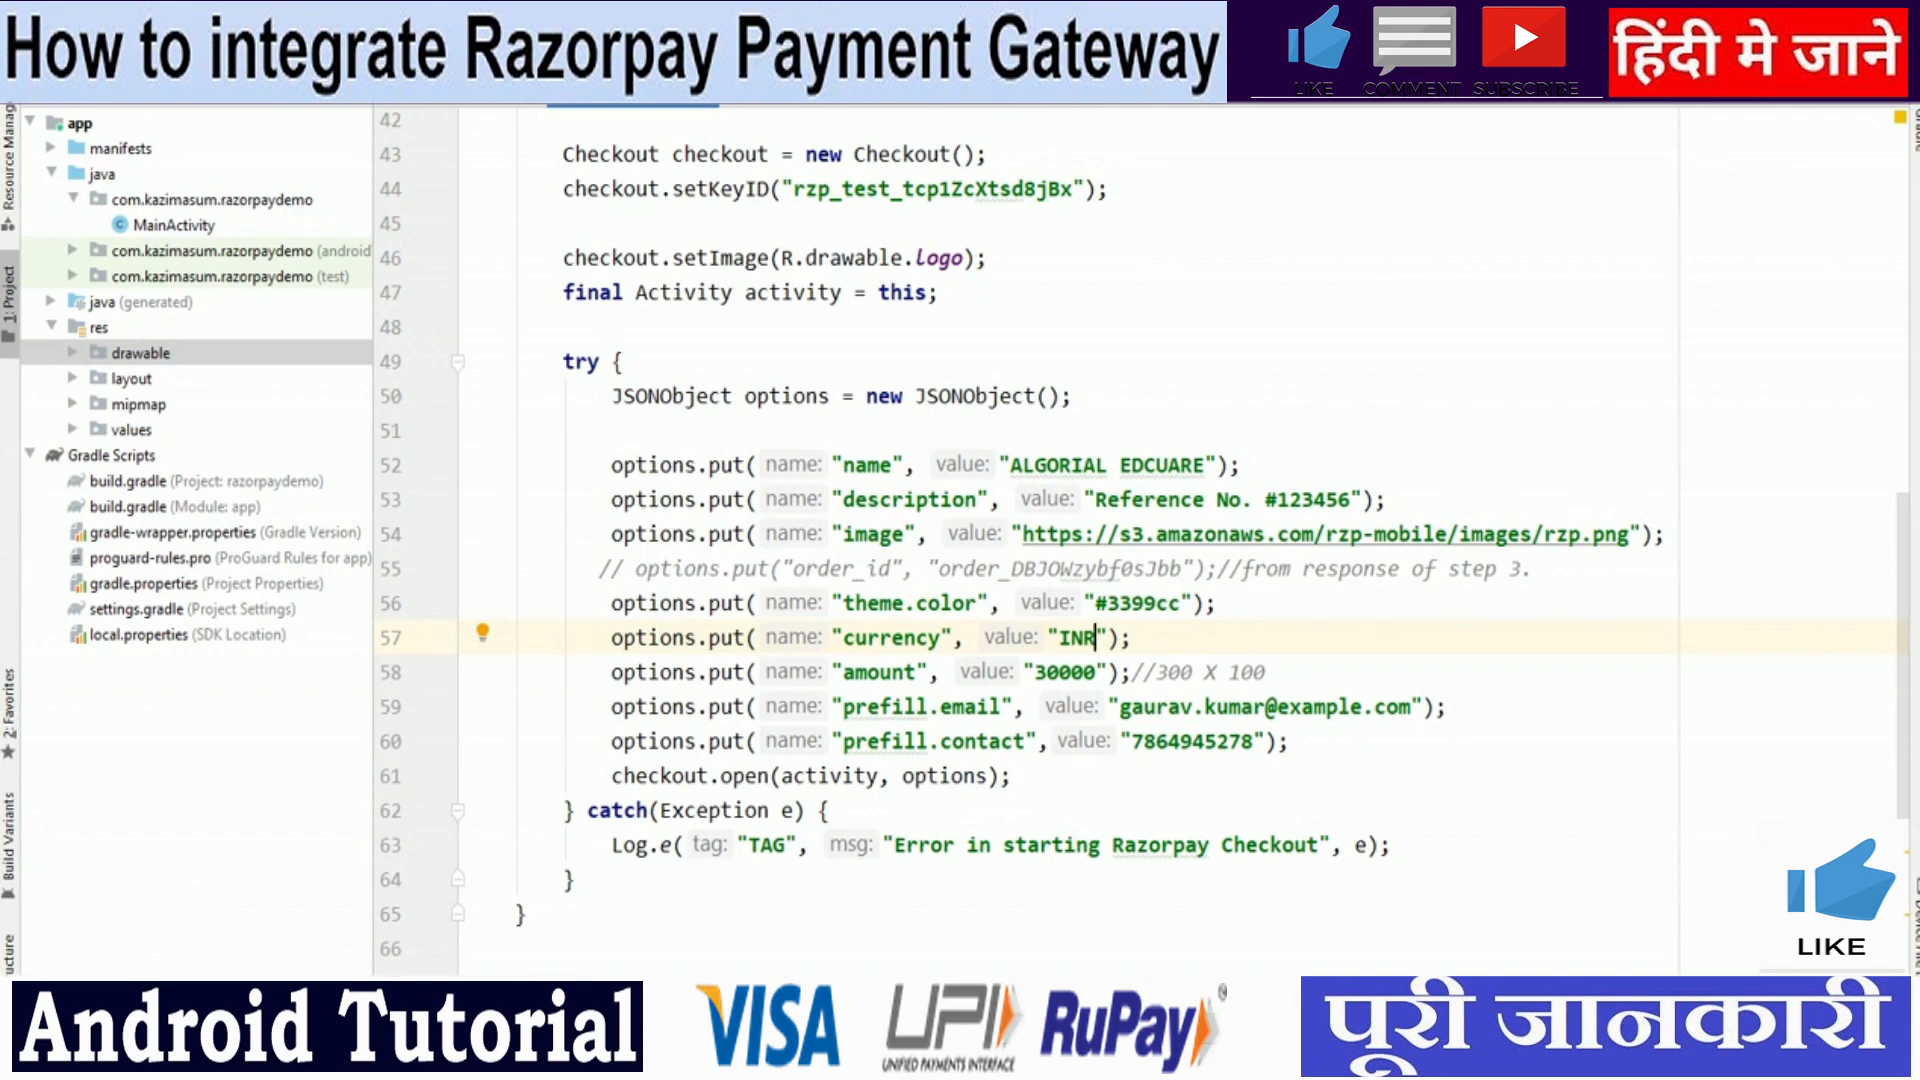 How to integrate Razorpay Payment Gateway
LIKE COMMENT SUBSCRIBE
हिंदी मे जाने
Resource Manag
1: Project
2: Favorites
Build Variants
ucture
app
manifests
java
com.kazimasum.razorpaydemo
MainActivity
com.kazimasum.razorpaydemo (android
com.kazimasum.razorpaydemo (test)
java (generated)
res
drawable
layout
mipmap
values
Gradle Scripts
build.gradle (Project: razorpaydemo)
build.gradle (Module: app)
gradle-wrapper.properties (Gradle Version)
proguard-rules.pro (ProGuard Rules for app)
gradle.properties (Project Properties)
settings.gradle (Project Settings)
local.properties (SDK Location)
42
43 Checkout checkout = new Checkout();
44 checkout.setKeyID("rzp_test_tcp1ZcXtsd8jBx");
45
46 checkout.setImage(R.drawable.logo);
47 final Activity activity = this;
48
49 try {
50 JSONObject options = new JSONObject();
51
52 options.put( name: "name", value: "ALGORIAL EDCUARE");
53 options.put( name: "description", value: "Reference No. #123456");
54 options.put( name: "image", value: "https://s3.amazonaws.com/rzp-mobile/images/rzp.png");
55 // options.put("order_id", "order_DBJOWzybf0sJbb");//from response of step 3.
56 options.put( name: "theme.color", value: "#3399cc");
57 options.put( name: "currency", value: "INR");
58 options.put( name: "amount", value: "30000");//300 X 100
59 options.put( name: "prefill.email", value: "gaurav.kumar@example.com");
60 options.put( name: "prefill.contact", value: "7864945278");
61 checkout.open(activity, options);
62 } catch(Exception e) {
63 Log.e( tag: "TAG", msg: "Error in starting Razorpay Checkout", e);
64 }
65 }
66
LIKE
Android Tutorial
VISA
UPI
UNIFIED PAYMENTS INTERFACE
RuPay
पूरी जानकारी